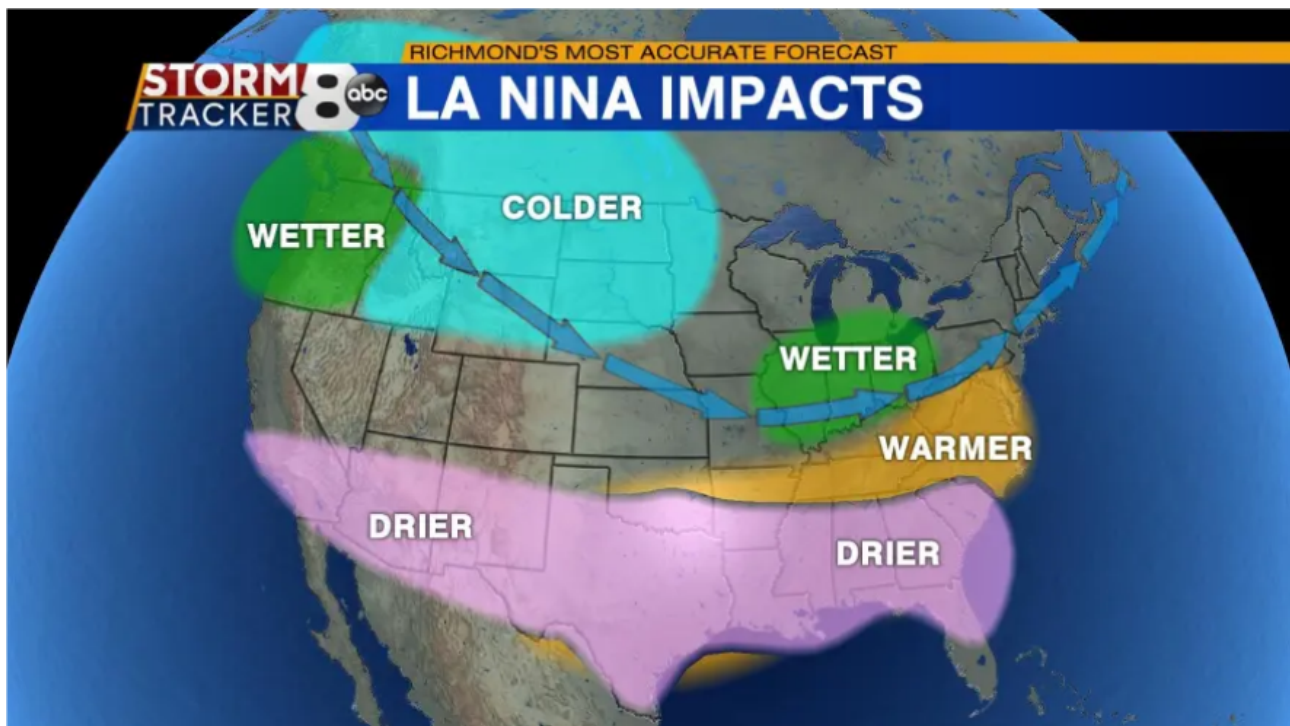 RICHMOND'S MOST ACCURATE FORECAST
STORM
TRACKER 8 abc
LA NINA IMPACTS
COLDER
WETTER
WETTER
WARMER
DRIER
DRIER